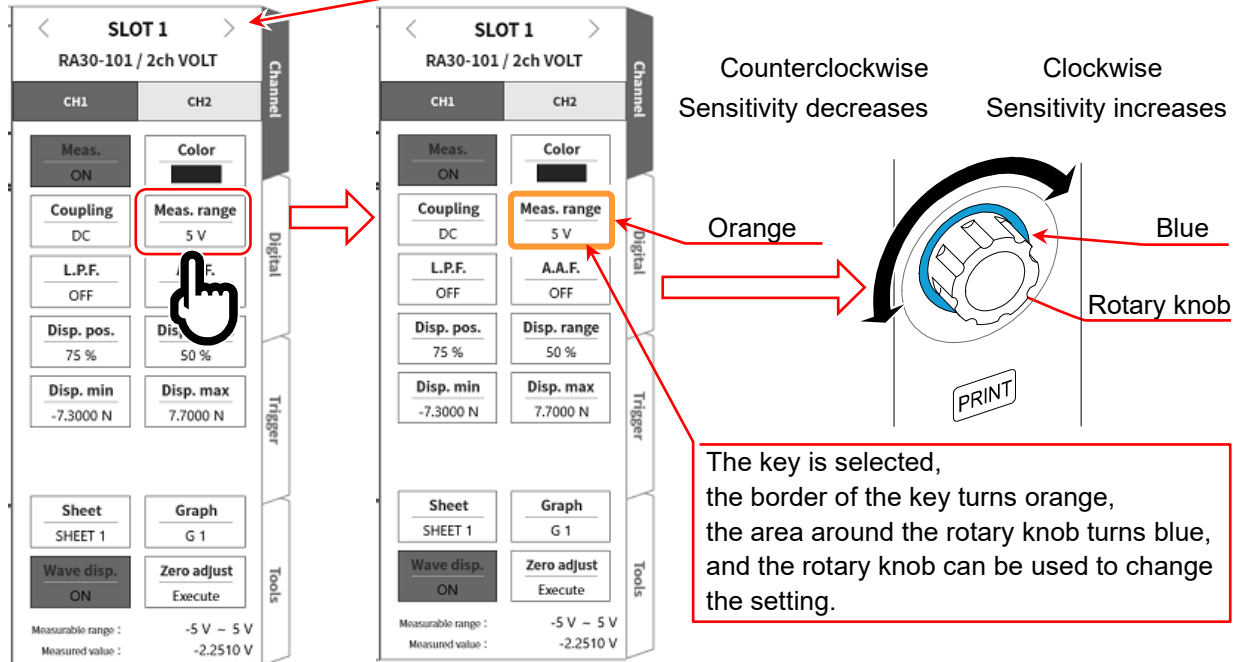 SLOT 1
RA30-101 / 2ch VOLT
CH1 CH2
Meas. Color
ON
Coupling Meas. range
DC 5 V
L.P.F.
OFF
Disp. pos.
75 % 50 %
Disp. min Disp. max
-7.3000 N 7.7000 N
Sheet Graph
SHEET 1 G 1
Wave disp. Zero adjust
ON Execute
Measurable range : -5 V ~ 5 V
Measured value : -2.2510 V
Channel
Digital
Trigger
Tools
SLOT 1
RA30-101 / 2ch VOLT
CH1 CH2
Meas. Color
ON
Coupling Meas. range
DC 5 V
L.P.F. A.A.F.
OFF OFF
Disp. pos. Disp. range
75 % 50 %
Disp. min Disp. max
-7.3000 N 7.7000 N
Sheet Graph
SHEET 1 G 1
Wave disp. Zero adjust
ON Execute
Measurable range : -5 V ~ 5 V
Measured value : -2.2510 V
Channel
Digital
Trigger
Tools
Counterclockwise Clockwise
Sensitivity decreases Sensitivity increases
Orange
Blue
Rotary knob
PRINT
The key is selected,
the border of the key turns orange,
the area around the rotary knob turns blue,
and the rotary knob can be used to change
the setting.